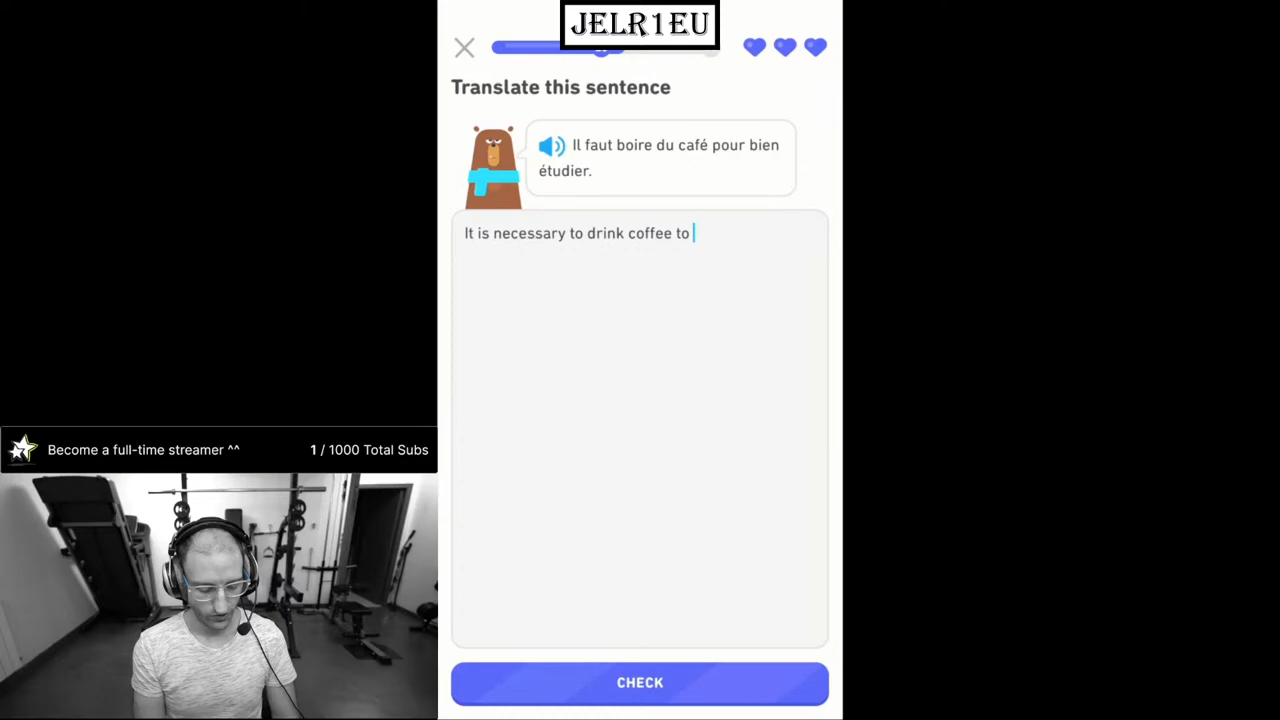 JELR1EU
Translate this sentence
Il faut boire du café pour bien
étudier.
It is necessary to drink coffee to
Become a full-time streamer ^^ 1 / 1000 Total Subs
CHECK